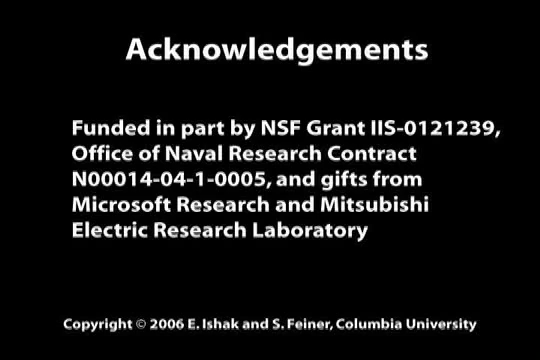 Acknowledgements
Funded in part by NSF Grant IIS-0121239,
Office of Naval Research Contract
N00014-04-1-0005, and gifts from
Microsoft Research and Mitsubishi
Electric Research Laboratory
Copyright © 2006 E. Ishak and S. Feiner, Columbia University